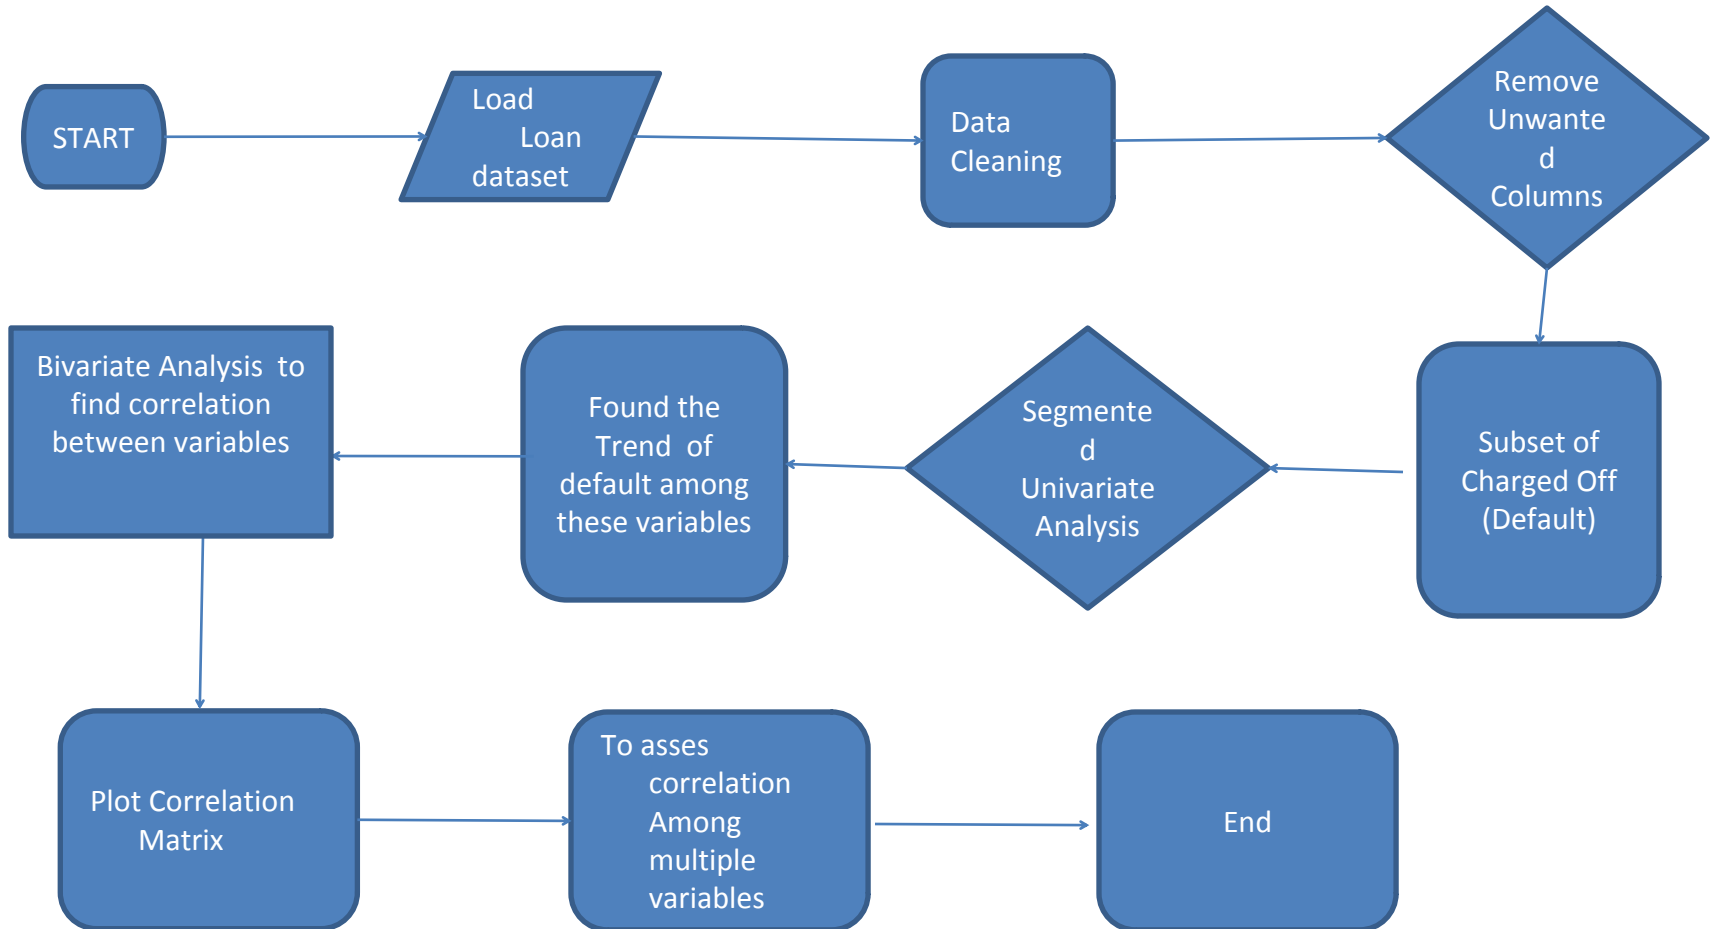 START
Load
Loan
dataset
Data
Cleaning
Remove
Unwante
d
Columns
Subset of
Charged Off
(Default)
Segmente
d
Univariate
Analysis
Found the
Trend of
default among
these variables
Bivariate Analysis to
find correlation
between variables
Plot Correlation
Matrix
To asses
correlation
Among
multiple
variables
End